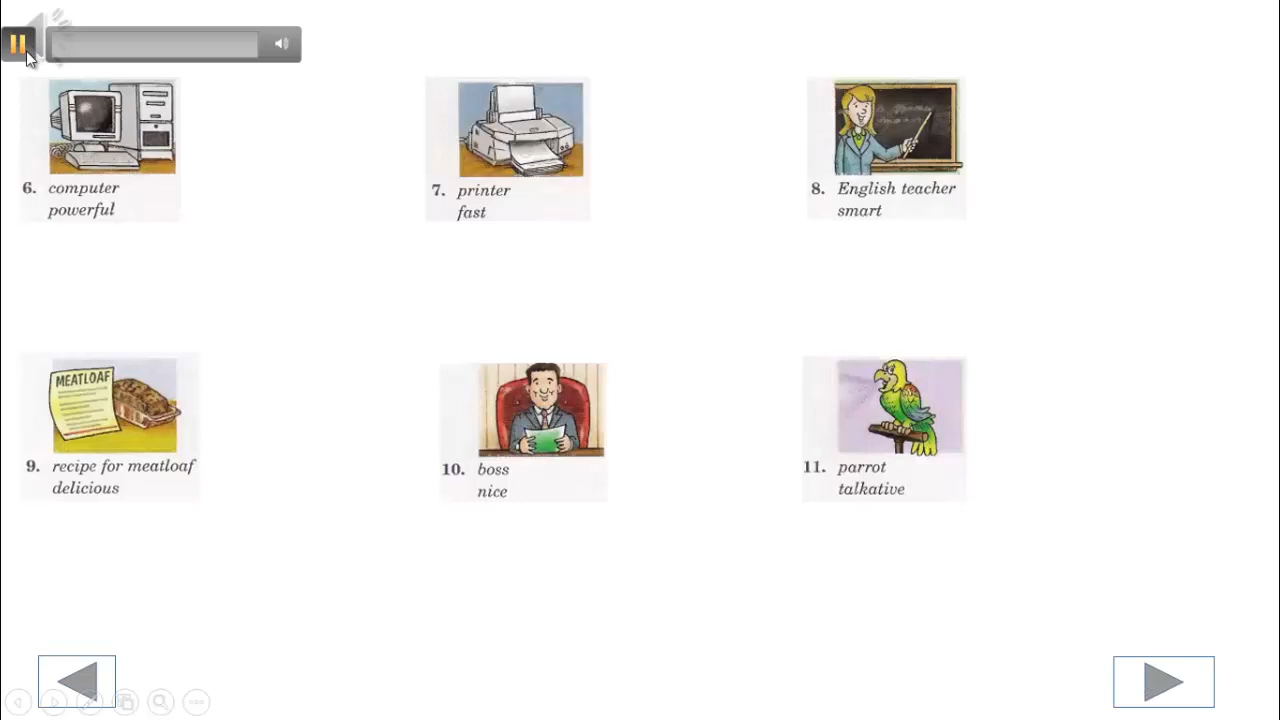 6. computer
powerful
7. printer
fast
8. English teacher
smart
MEATLOAF
9. recipe for meatloaf
delicious
10. boss
nice
11. parrot
talkative